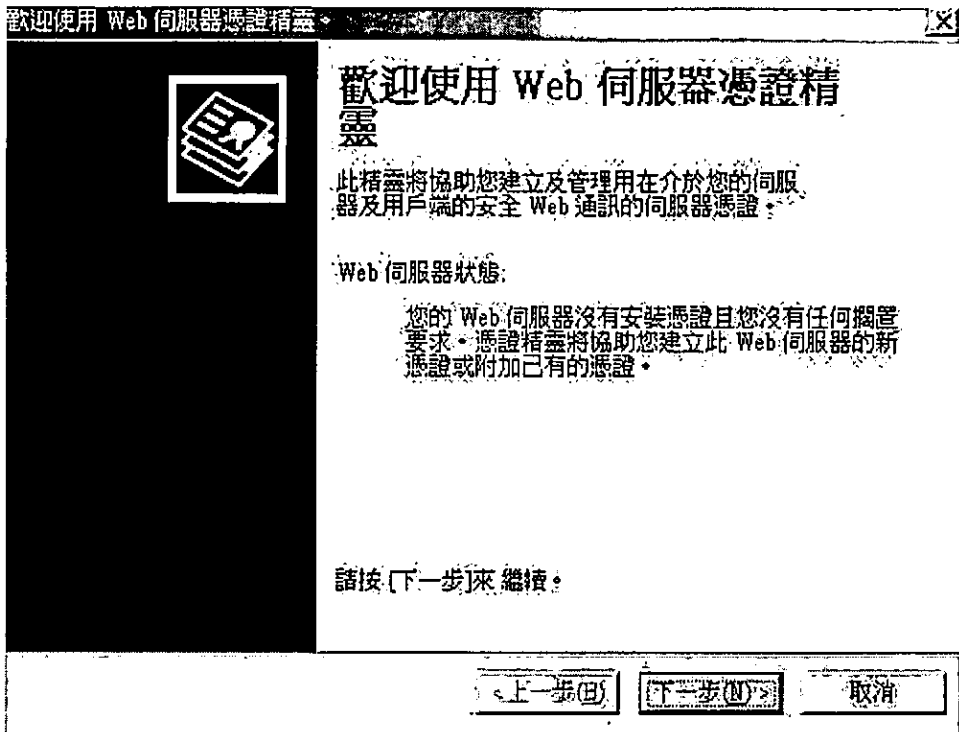 歡迎使用 Web 伺服器憑證精靈。
歡迎使用 Web 伺服器憑證精
靈
此精靈將協助您建立及管理用在介於您的伺服
器及用戶端的安全 Web 通訊的伺服器憑證。
Web 伺服器狀態:
您的 Web 伺服器沒有安裝憑證且您沒有任何擱置
要求。憑證精靈將協助您建立此 Web 伺服器的新
憑證或附加已有的憑證。
請按 [下一步]來 繼續。
<上一步(B) 下一步(N)> 取消